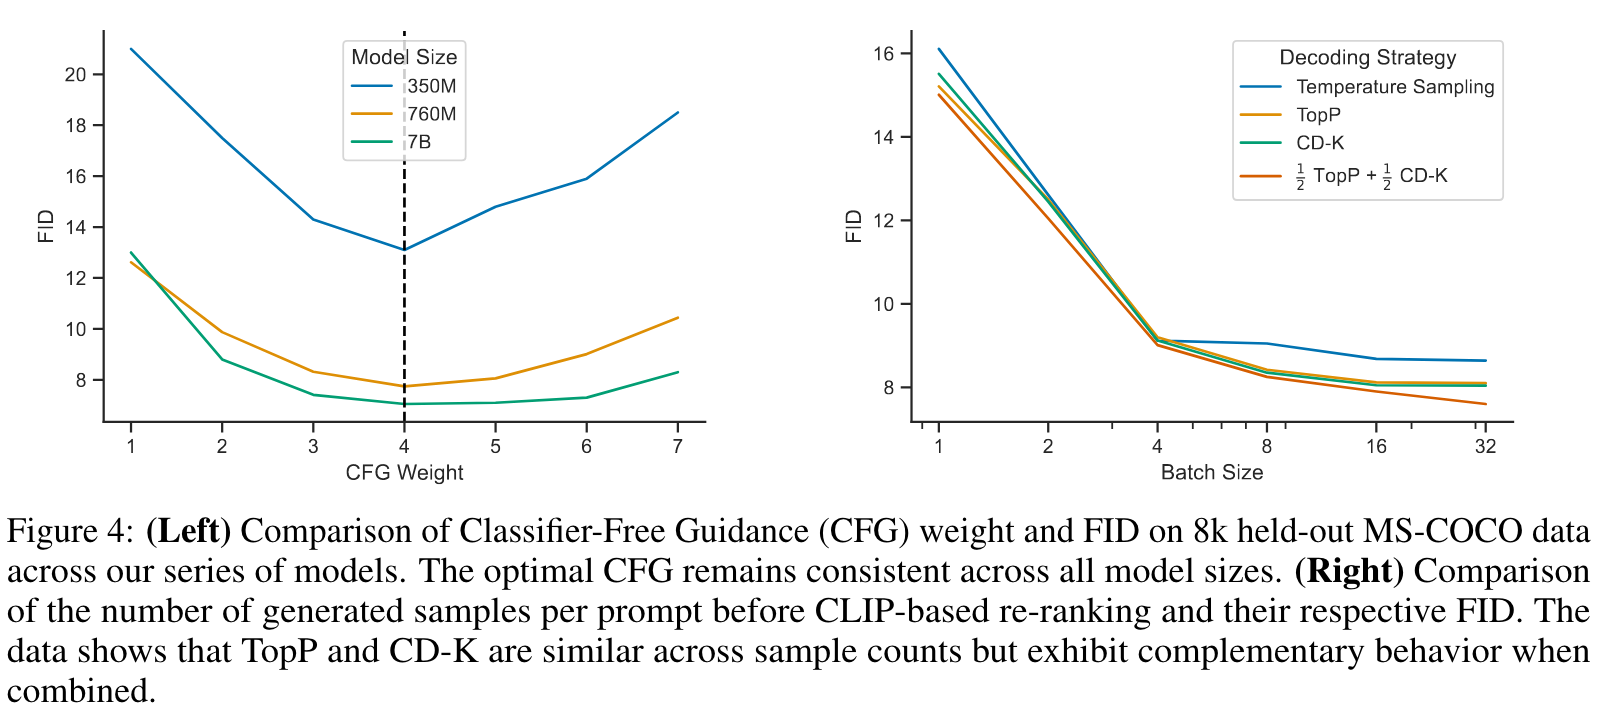 20
18
16
14
12
10
8
FID
1 2 3 4 5 6 7
CFG Weight
Model Size
350M
760M
7B
16
14
12
10
8
FID
1 2 4 8 16 32
Batch Size
Decoding Strategy
Temperature Sampling
TopP
CD-K
1/2 TopP + 1/2 CD-K
Figure 4: (Left) Comparison of Classifier-Free Guidance (CFG) weight and FID on 8k held-out MS-COCO data
across our series of models. The optimal CFG remains consistent across all model sizes. (Right) Comparison
of the number of generated samples per prompt before CLIP-based re-ranking and their respective FID. The
data shows that TopP and CD-K are similar across sample counts but exhibit complementary behavior when
combined.